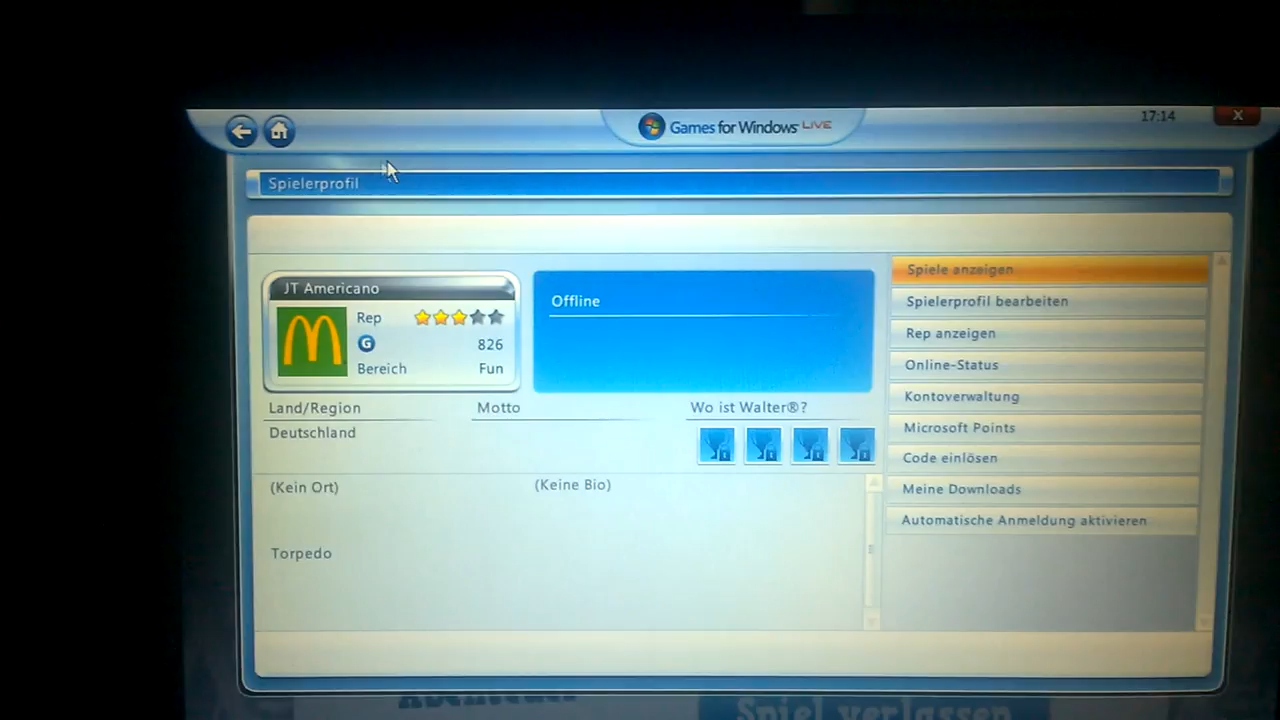 Games for Windows LIVE
17:14
X
Spielerprofil
JT Americano
Rep
G 826
Bereich Fun
Offline
Land/Region
Deutschland
Motto
Wo ist Walter®?
(Kein Ort)
(Keine Bio)
Torpedo
Spiele anzeigen
Spielerprofil bearbeiten
Rep anzeigen
Online-Status
Kontoverwaltung
Microsoft Points
Code einlösen
Meine Downloads
Automatische Anmeldung aktivieren
Spiel verlassen